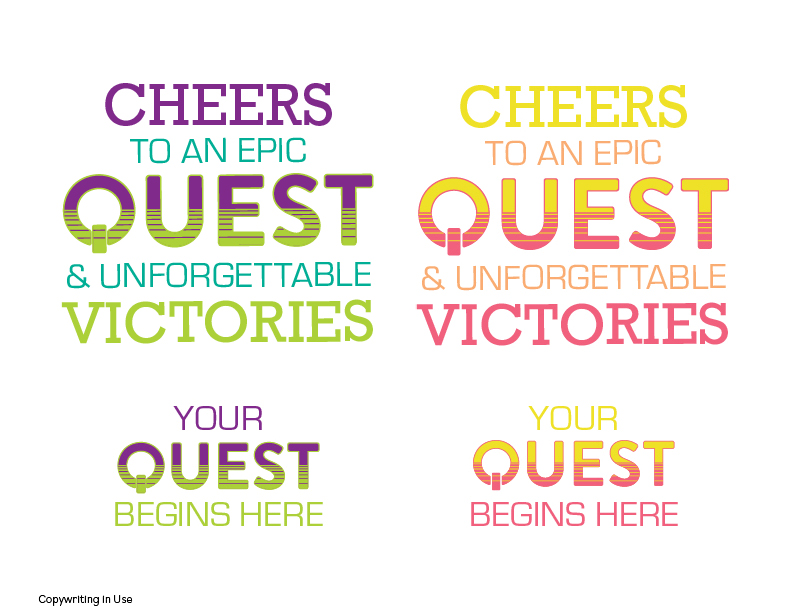 CHEERS
TO AN EPIC
QUEST
& UNFORGETTABLE
VICTORIES
CHEERS
TO AN EPIC
QUEST
& UNFORGETTABLE
VICTORIES
YOUR
QUEST
BEGINS HERE
YOUR
QUEST
BEGINS HERE
Copywriting in Use